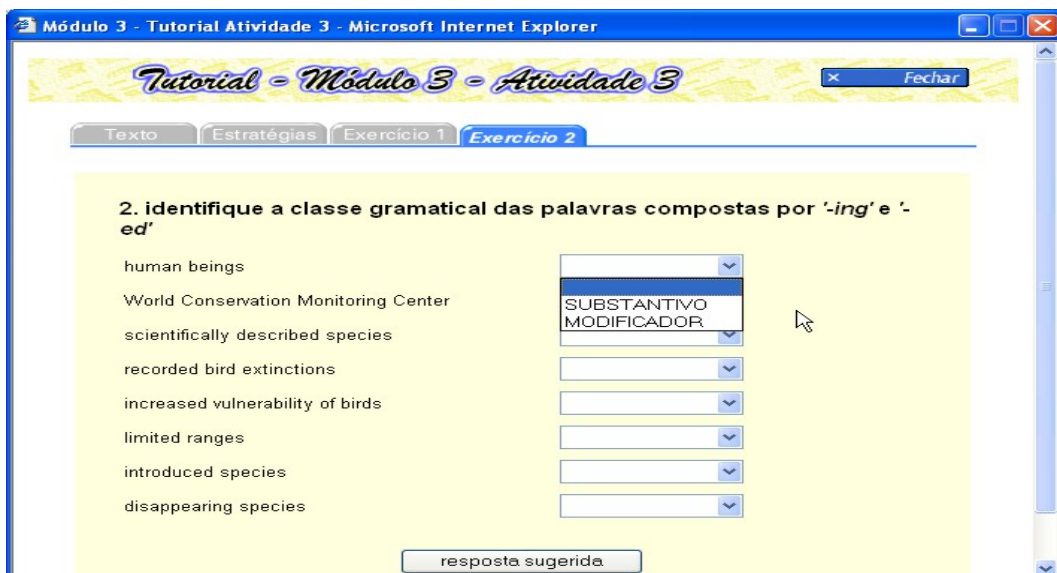 Módulo 3 - Tutorial Atividade 3 - Microsoft Internet Explorer
Tutorial - Módulo 3 - Atividade 3
× Fechar
Texto Estratégias Exercício 1 Exercício 2
2. identifique a classe gramatical das palavras compostas por '-ing' e '-
ed'
human beings
World Conservation Monitoring Center
SUBSTANTIVO
MODIFICADOR
scientifically described species
recorded bird extinctions
increased vulnerability of birds
limited ranges
introduced species
disappearing species
resposta sugerida